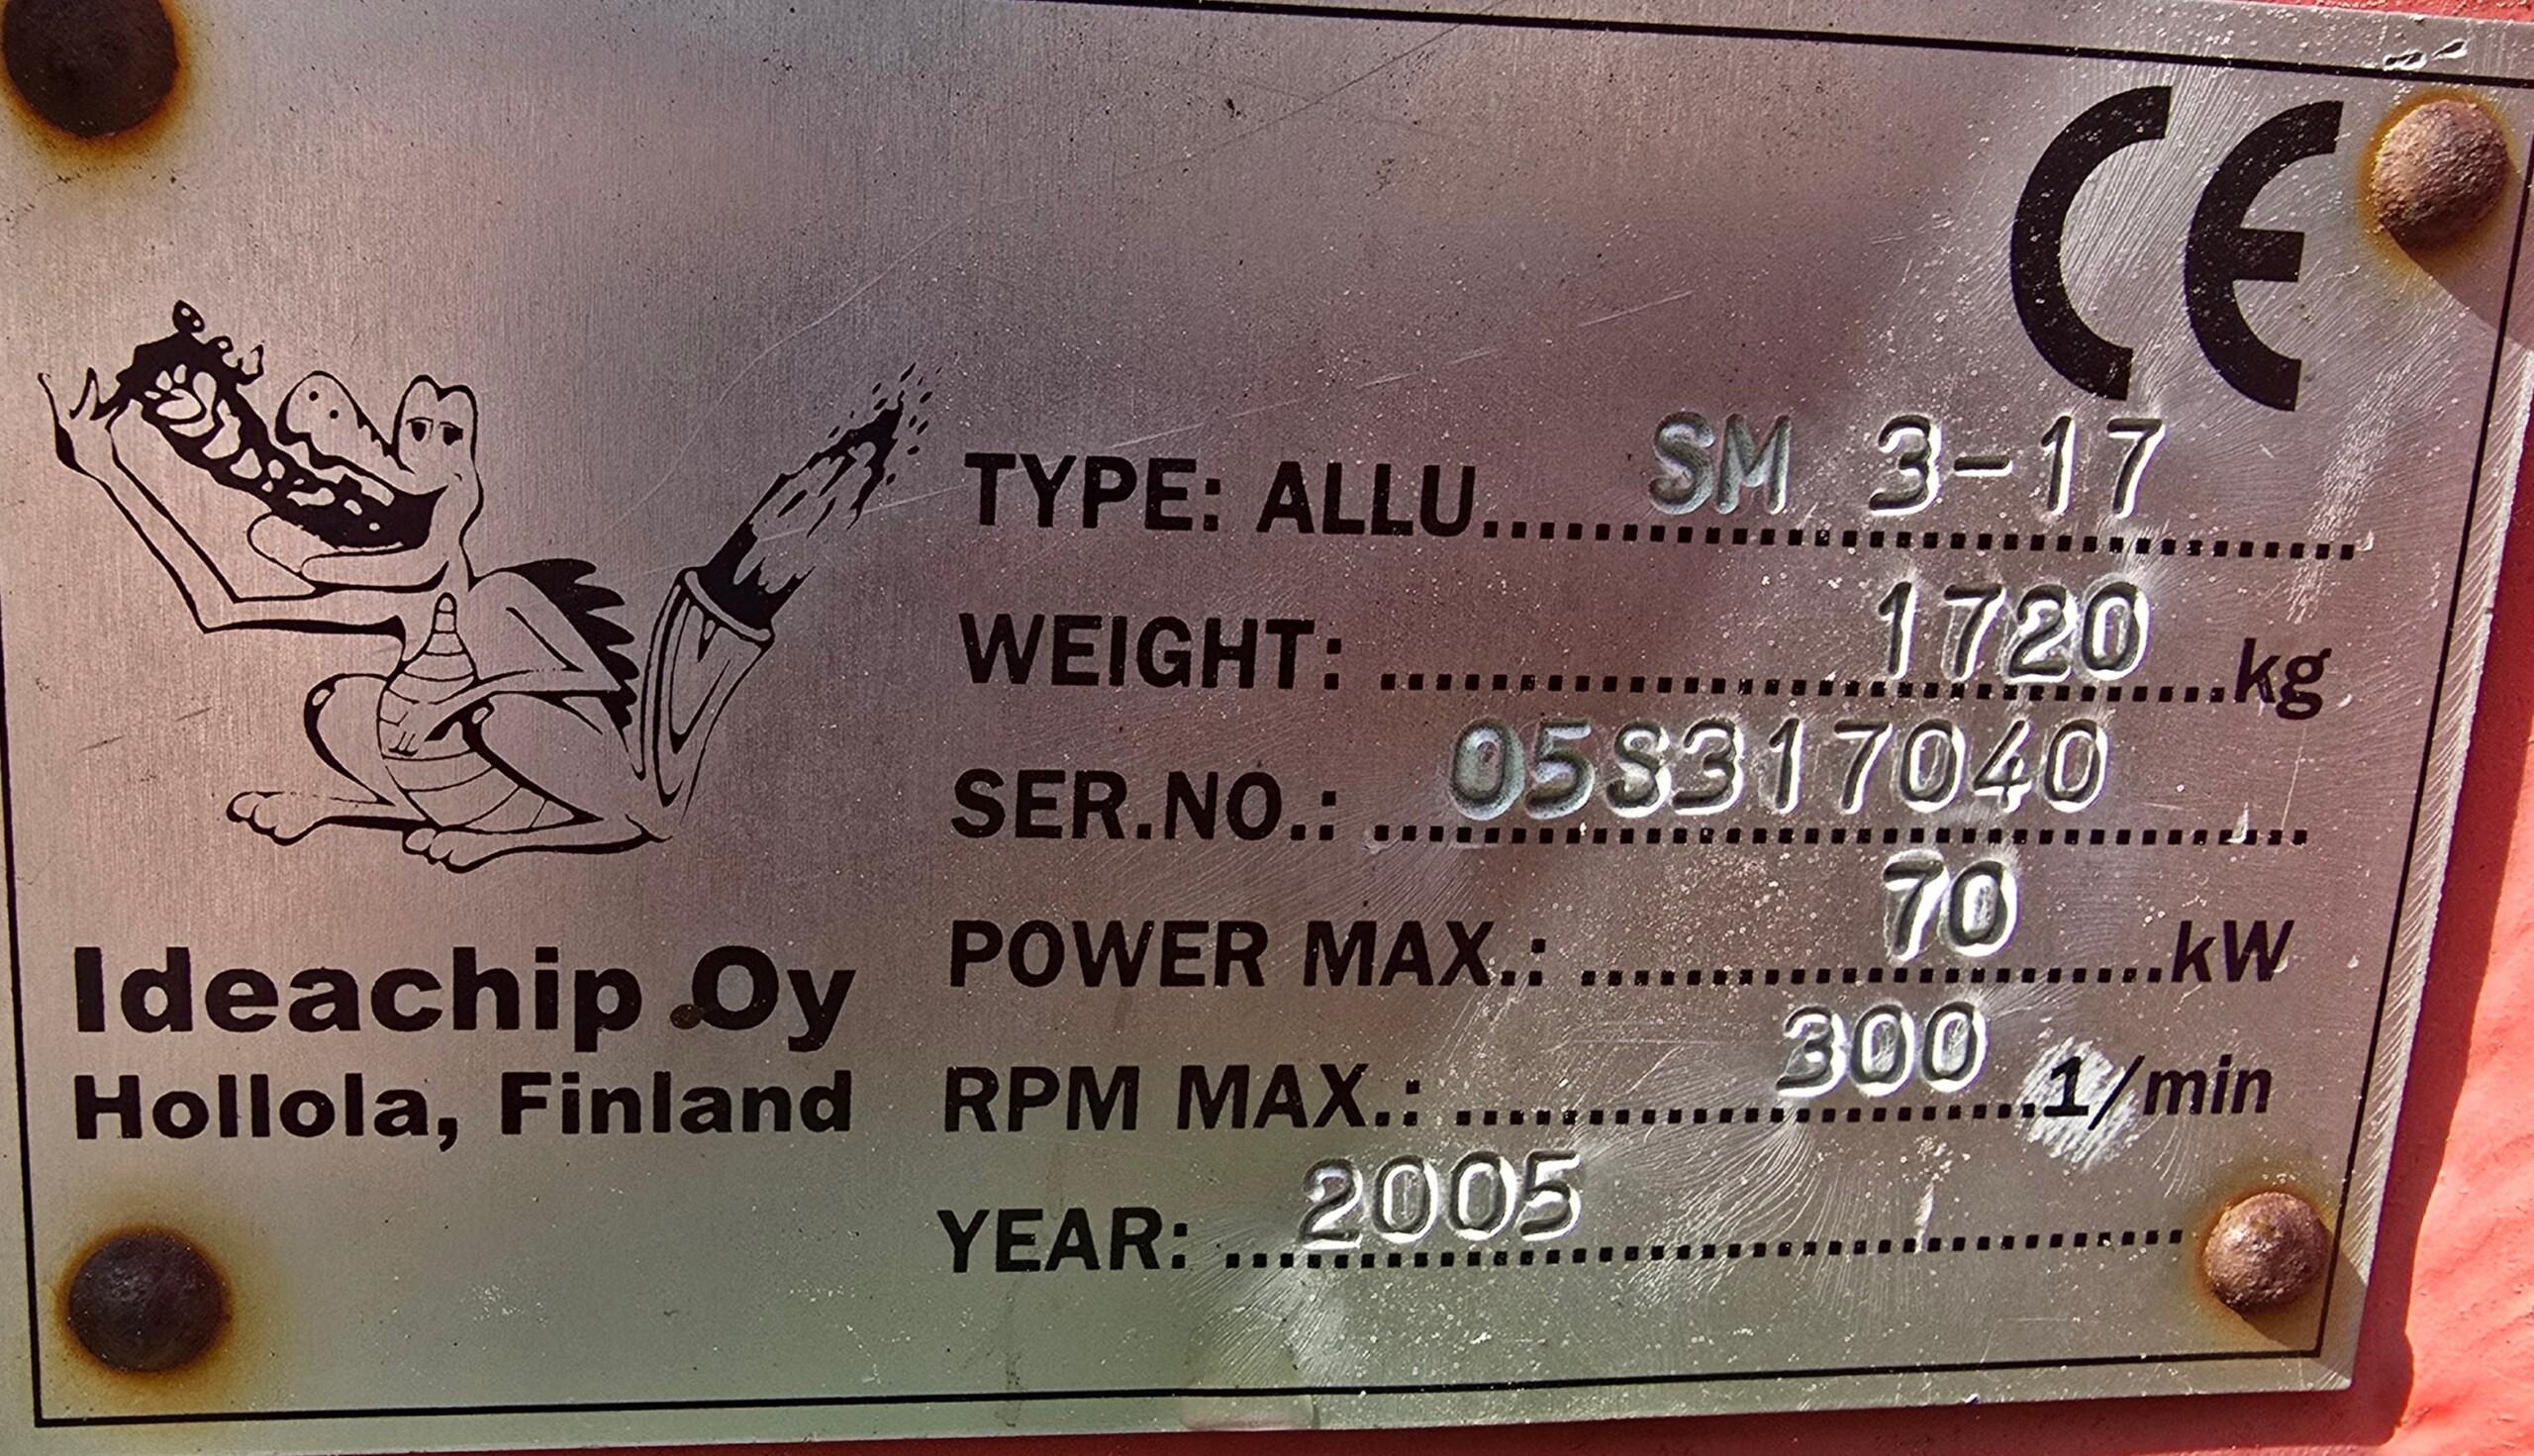 CE
TYPE: ALLU.......SM 3-17.......
WEIGHT: .......1720.......kg
SER.NO.: .......05S317040.......
POWER MAX.: .......70.......kW
RPM MAX.: .......300.......1/min
YEAR: .......2005.......
Ideachip Oy
Hollola, Finland